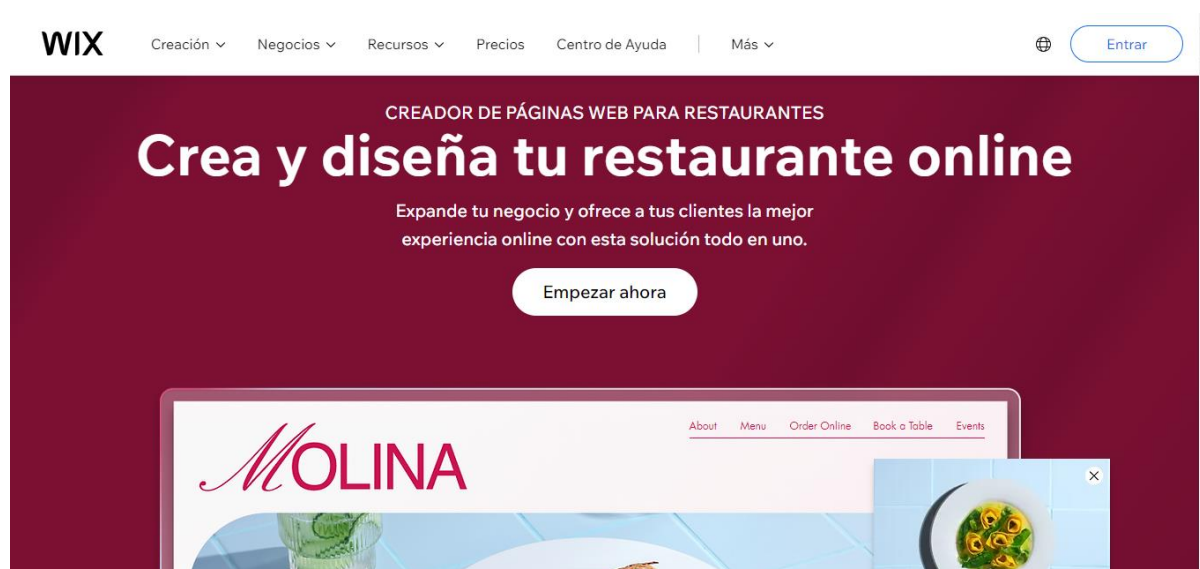 WIX
Creación Negocios Recursos Precios Centro de Ayuda Más Entrar
CREADOR DE PÁGINAS WEB PARA RESTAURANTES
Crea y diseña tu restaurante online
Expande tu negocio y ofrece a tus clientes la mejor
experiencia online con esta solución todo en uno.
Empezar ahora
About Menu Order Online Book a Table Events
MOLINA